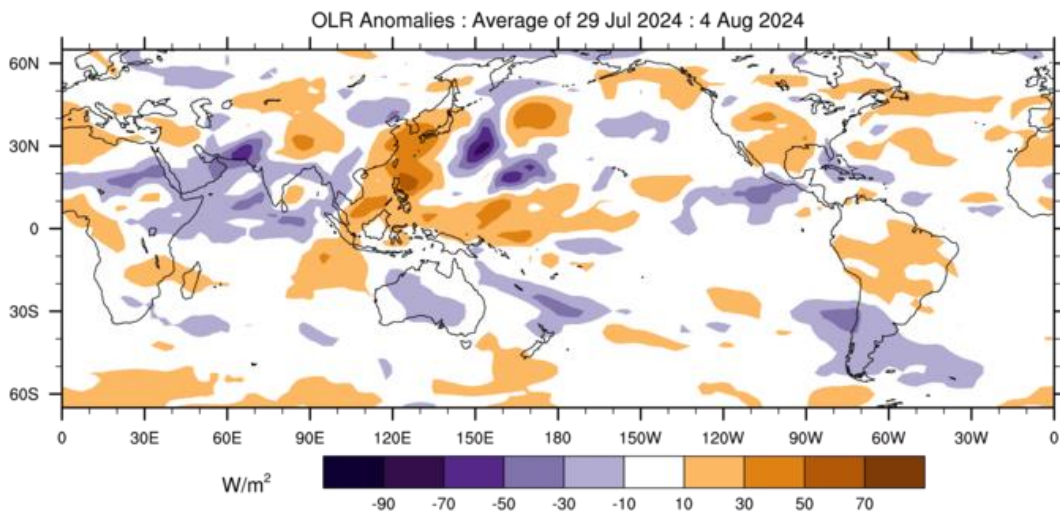 OLR Anomalies : Average of 29 Jul 2024 : 4 Aug 2024
60N
30N
0
30S
60S
0 30E 60E 90E 120E 150E 180 150W 120W 90W 60W 30W 0
W/m²
-90 -70 -50 -30 -10 10 30 50 70